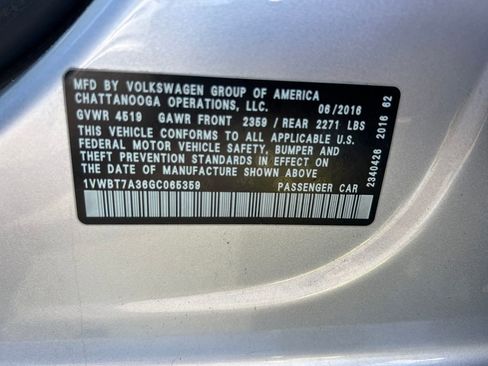 MFD BY VOLKSWAGEN GROUP OF AMERICA
CHATTANOOGA OPERATIONS, LLC. 06/2016
GVWR 4519 GAWR FRONT 2359 / REAR 2271 LBS
THIS VEHICLE CONFORMS TO ALL APPLICABLE U.S.
FEDERAL MOTOR VEHICLE SAFETY, BUMPER AND
THEFT PREVENTION STANDARDS IN EFFECT ON
THE DATE OF MANUFACTURE SHOWN ABOVE
1VWBT7A36GC065359 PASSENGER CAR
2340426 2016 62